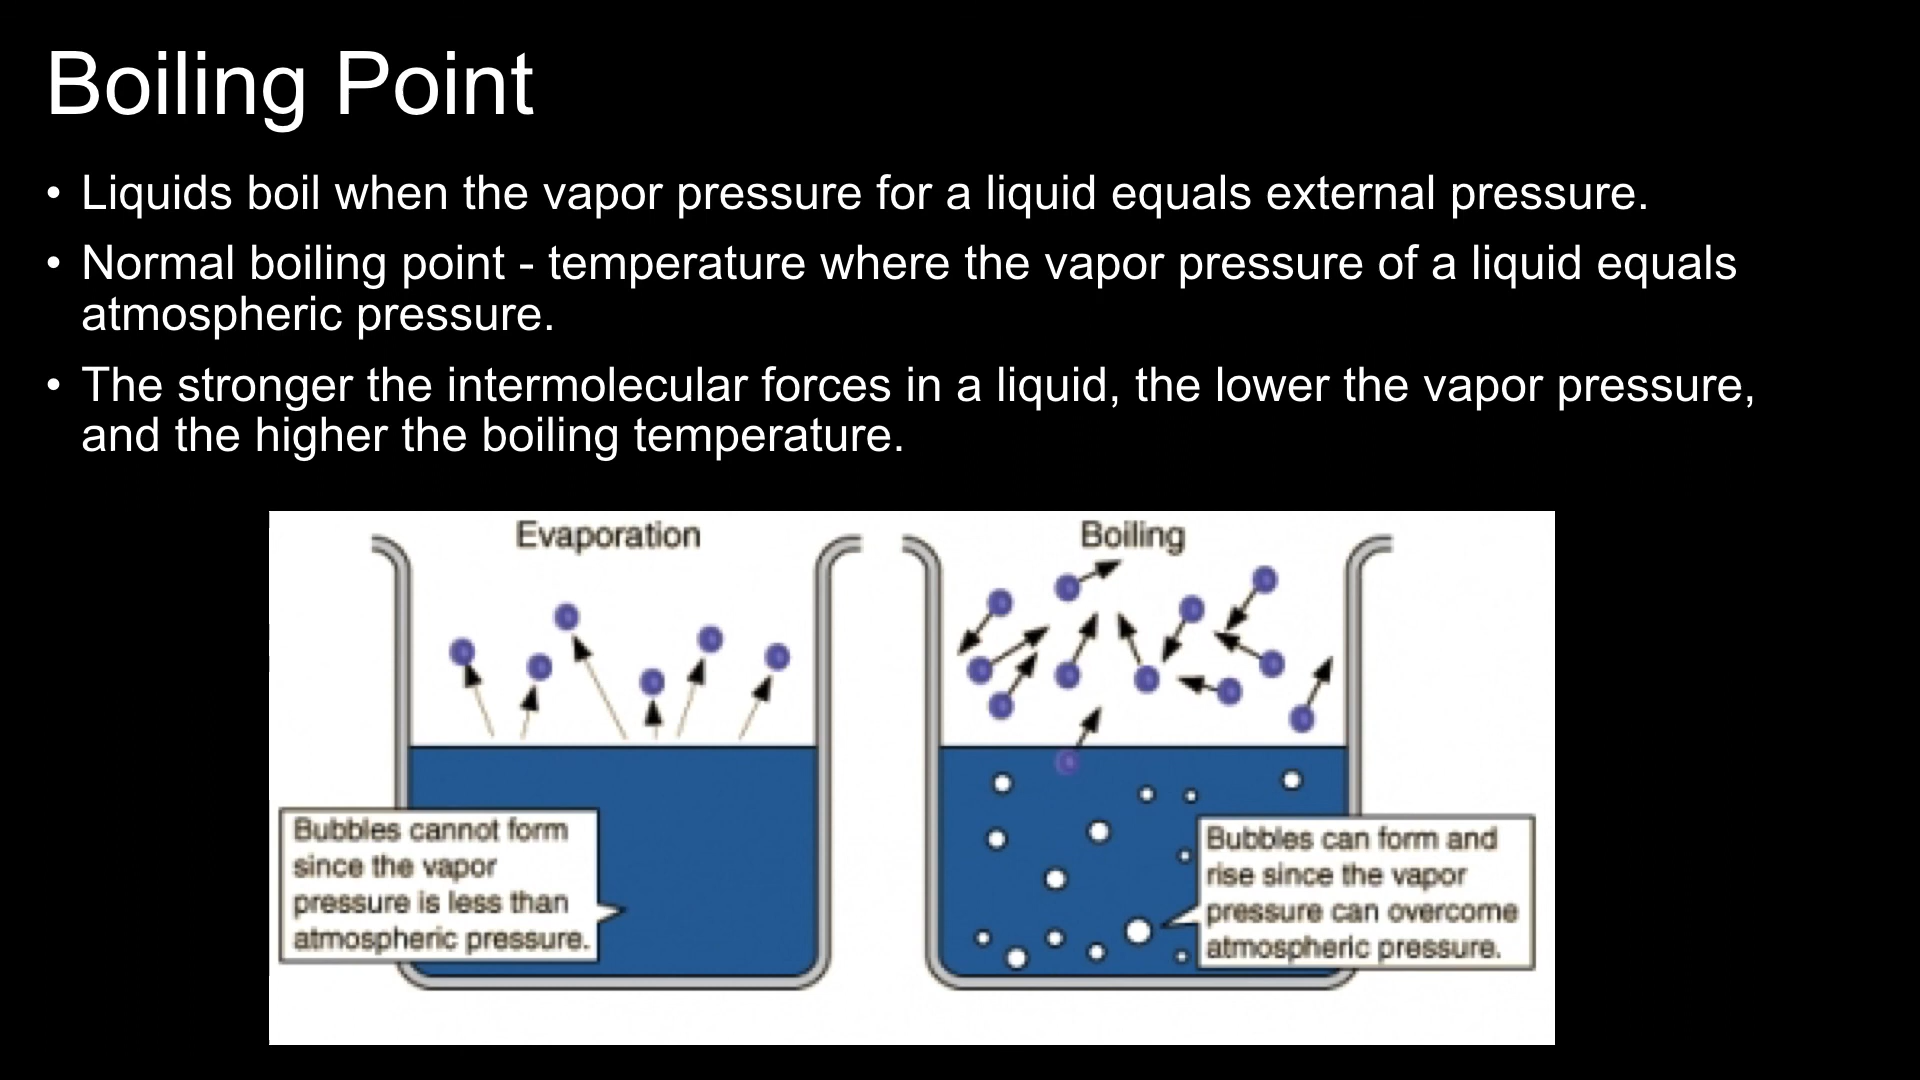 Boiling Point
• Liquids boil when the vapor pressure for a liquid equals external pressure.
• Normal boiling point - temperature where the vapor pressure of a liquid equals
atmospheric pressure.
• The stronger the intermolecular forces in a liquid, the lower the vapor pressure,
and the higher the boiling temperature.
Evaporation
Bubbles cannot form
since the vapor
pressure is less than
atmospheric pressure.
Boiling
Bubbles can form and
rise since the vapor
pressure can overcome
atmospheric pressure.